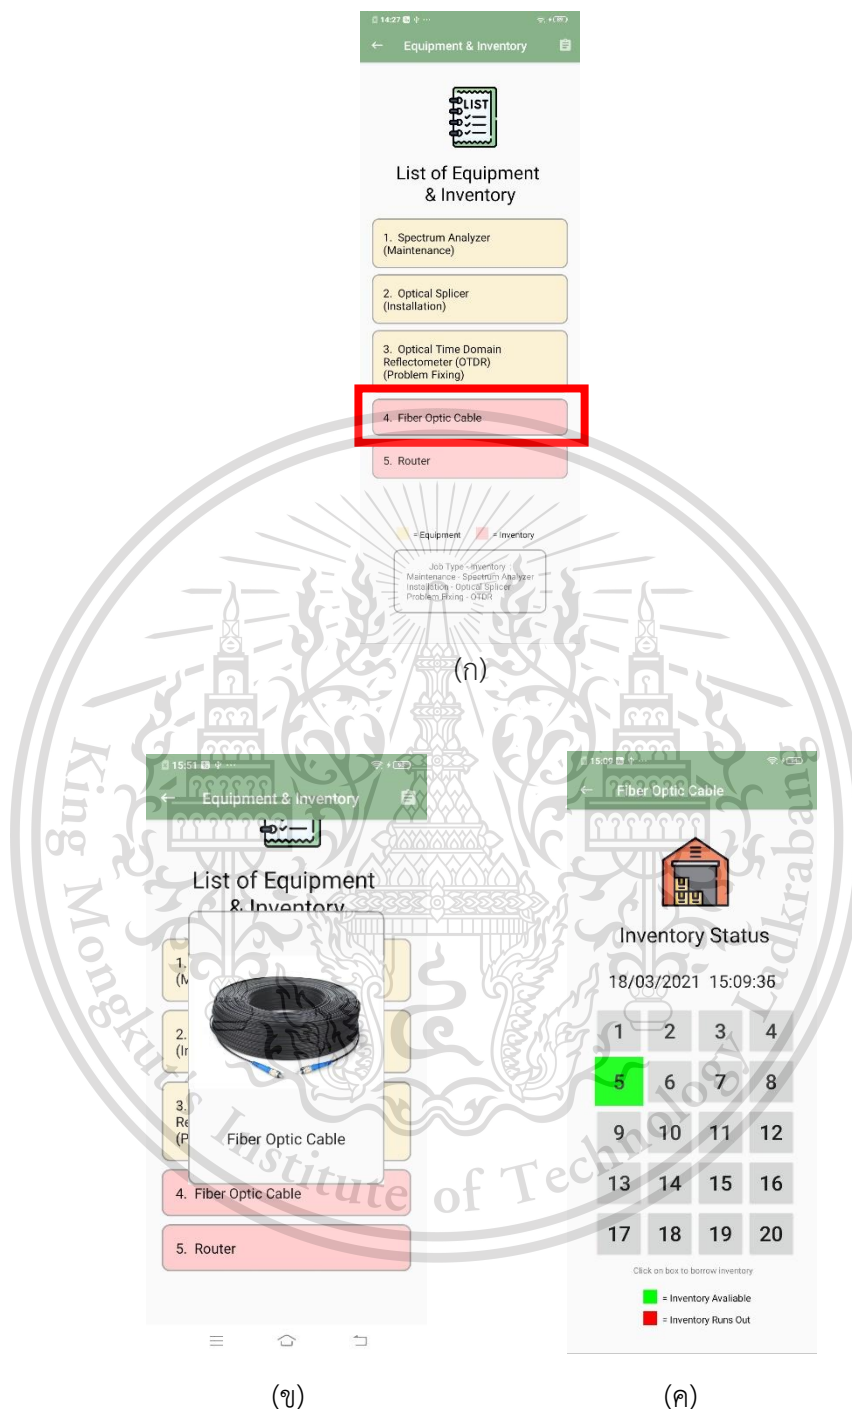 14:27
Equipment & Inventory
LIST
List of Equipment
& Inventory
1. Spectrum Analyzer
(Maintenance)
2. Optical Splicer
(Installation)
3. Optical Time Domain
Reflectometer (OTDR)
(Problem Fixing)
4. Fiber Optic Cable
5. Router
= Equipment = Inventory
Job Type - Inventory
Maintenance - Spectrum Analyzer
Installation - Optical Splicer
Problem Fixing - OTDR
(ก)
King Mongkut's Institute of Technology Ladkrabang
15:51
Equipment & Inventory
List of Equipment
& Inventory
1.
(M
2.
(In
3.
Re
(P
Fiber Optic Cable
4. Fiber Optic Cable
5. Router
(ข)
15:09
Fiber Optic Cable
Inventory Status
18/03/2021 15:09:36
1 2 3 4
5 6 7 8
9 10 11 12
13 14 15 16
17 18 19 20
Click on box to borrow inventory
= Inventory Avaliable
= Inventory Runs Out
(ค)